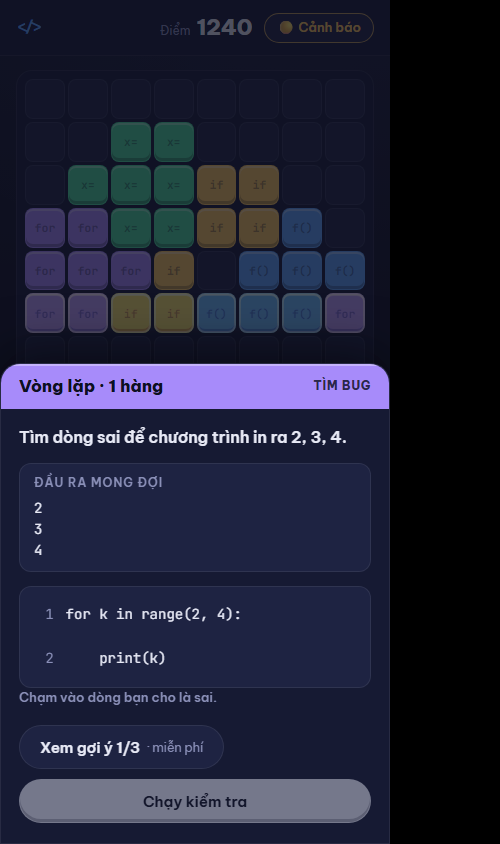 </> Điểm 1240 Cảnh báo
x= x=
x= x= x= if if
for for x= x= if if f()
for for for if f() f() f()
for for if if f() f() f() for
Vòng lặp · 1 hàng TÌM BUG
Tìm dòng sai để chương trình in ra 2, 3, 4.
ĐẦU RA MONG ĐỢI
2
3
4
1 for k in range(2, 4):
2     print(k)
Chạm vào dòng bạn cho là sai.
Xem gợi ý 1/3 · miễn phí
Chạy kiểm tra